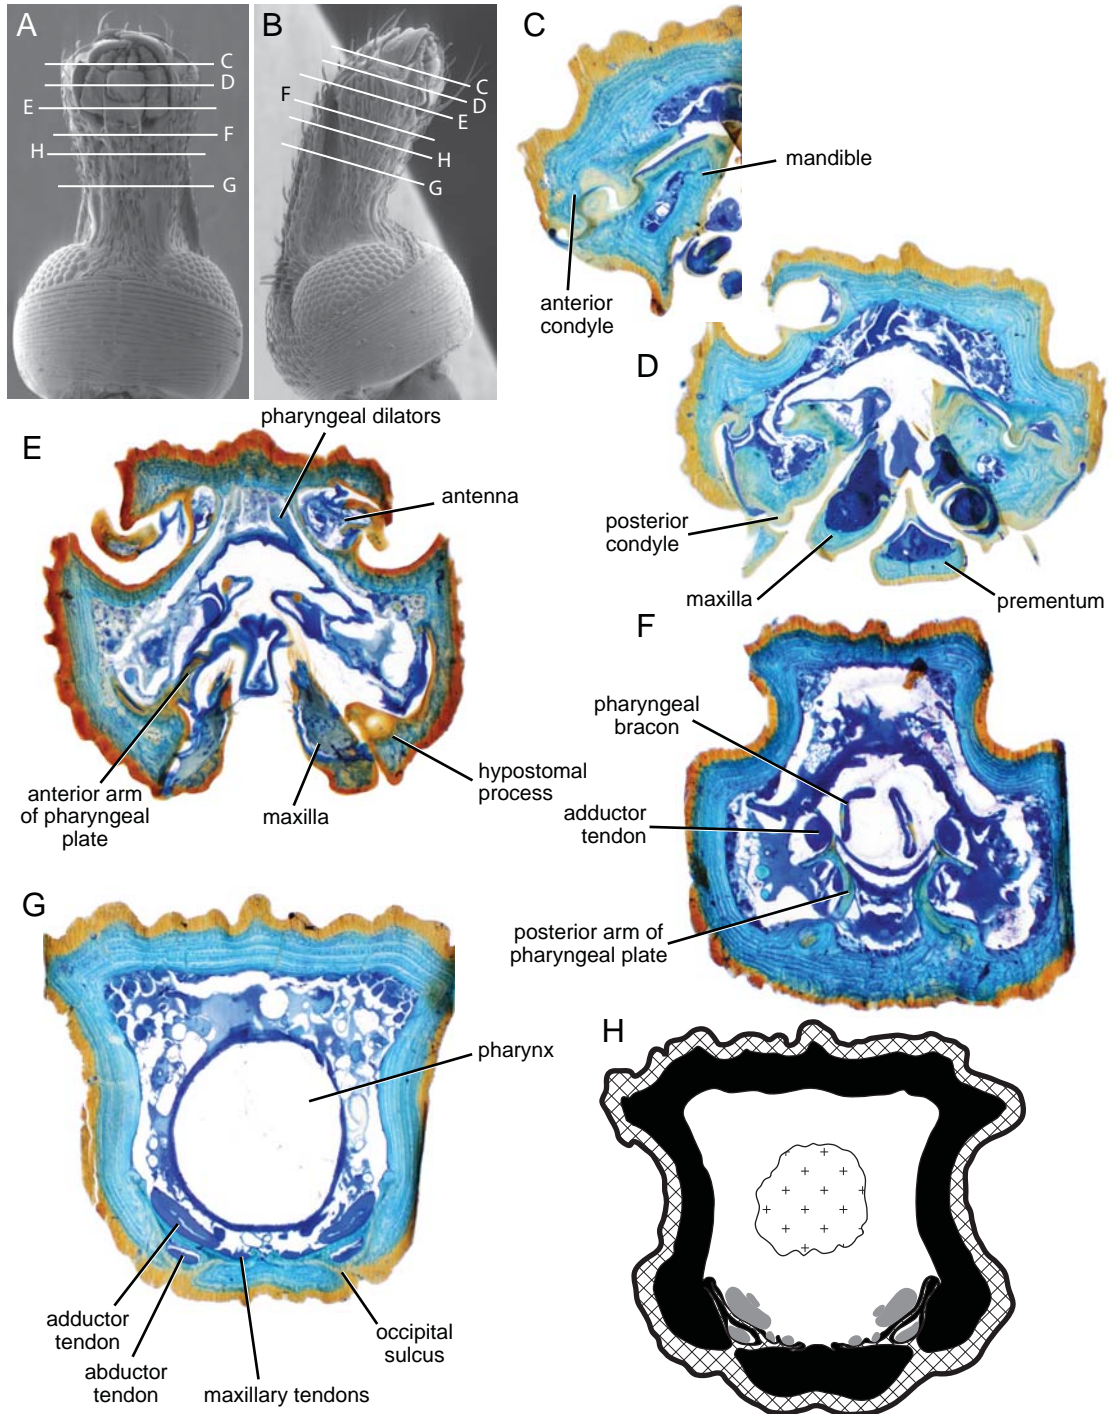 A
C
D
E
F
H
G
B
F
C
D
E
H
G
C
mandible
anterior
condyle
D
posterior
condyle
maxilla
prementum
E
pharyngeal dilators
antenna
anterior arm
of pharyngeal
plate
maxilla
hypostomal
process
F
pharyngeal
bracon
adductor
tendon
posterior arm of
pharyngeal plate
G
pharynx
adductor
tendon
abductor
tendon
maxillary tendons
occipital
sulcus
H